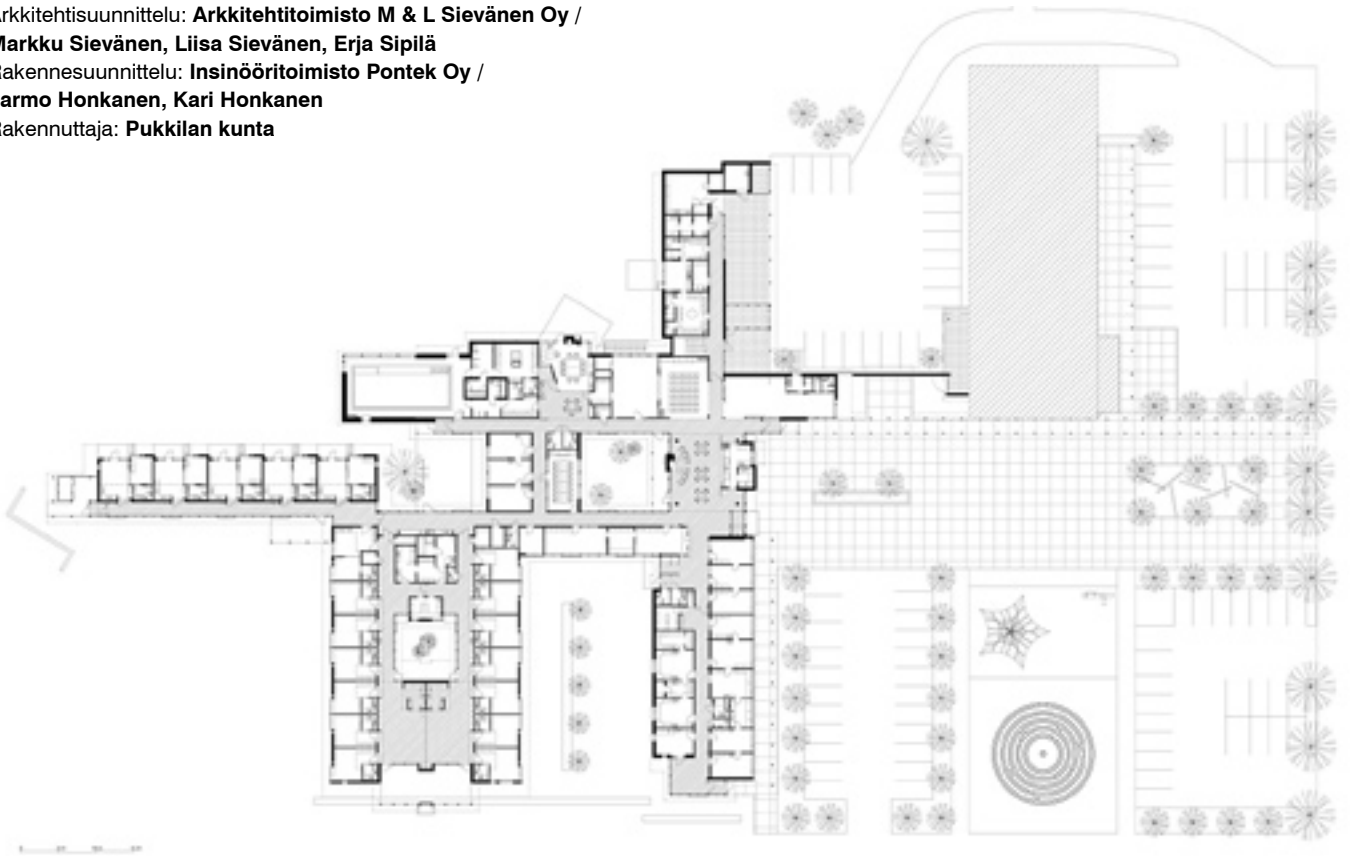 rkkitehtisuunnittelu: Arkkitehtitoimisto M & L Sievänen Oy /
Markku Sievänen, Liisa Sievänen, Erja Sipilä
Rakennesuunnittelu: Insinööritoimisto Pontek Oy /
armo Honkanen, Kari Honkanen
Rakennuttaja: Pukkilan kunta